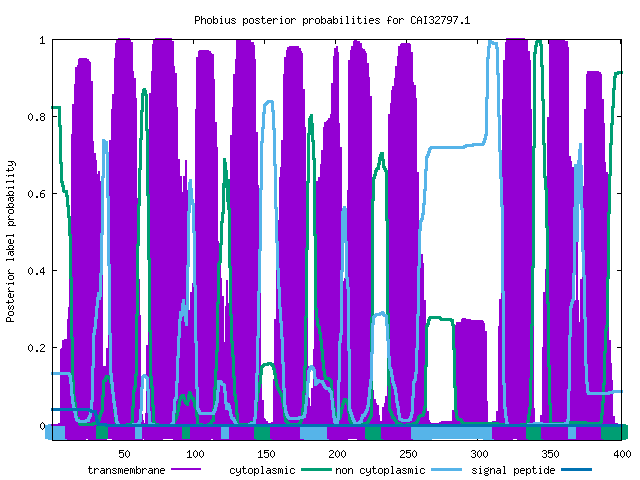 Phobius posterior probabilities for CAI32797.1
Posterior label probability
1
0.8
0.6
0.4
0.2
0
50 100 150 200 250 300 350 400
transmembrane cytoplasmic non cytoplasmic signal peptide